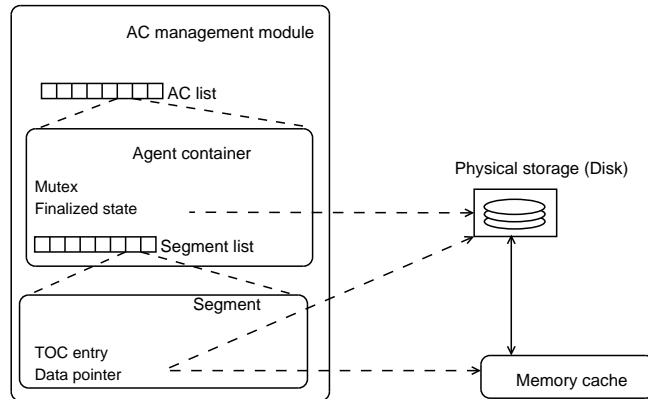 AC management module
AC list
Agent container
Physical storage (Disk)
Mutex
Finalized state
Segment list
Segment
TOC entry
Data pointer
Memory cache